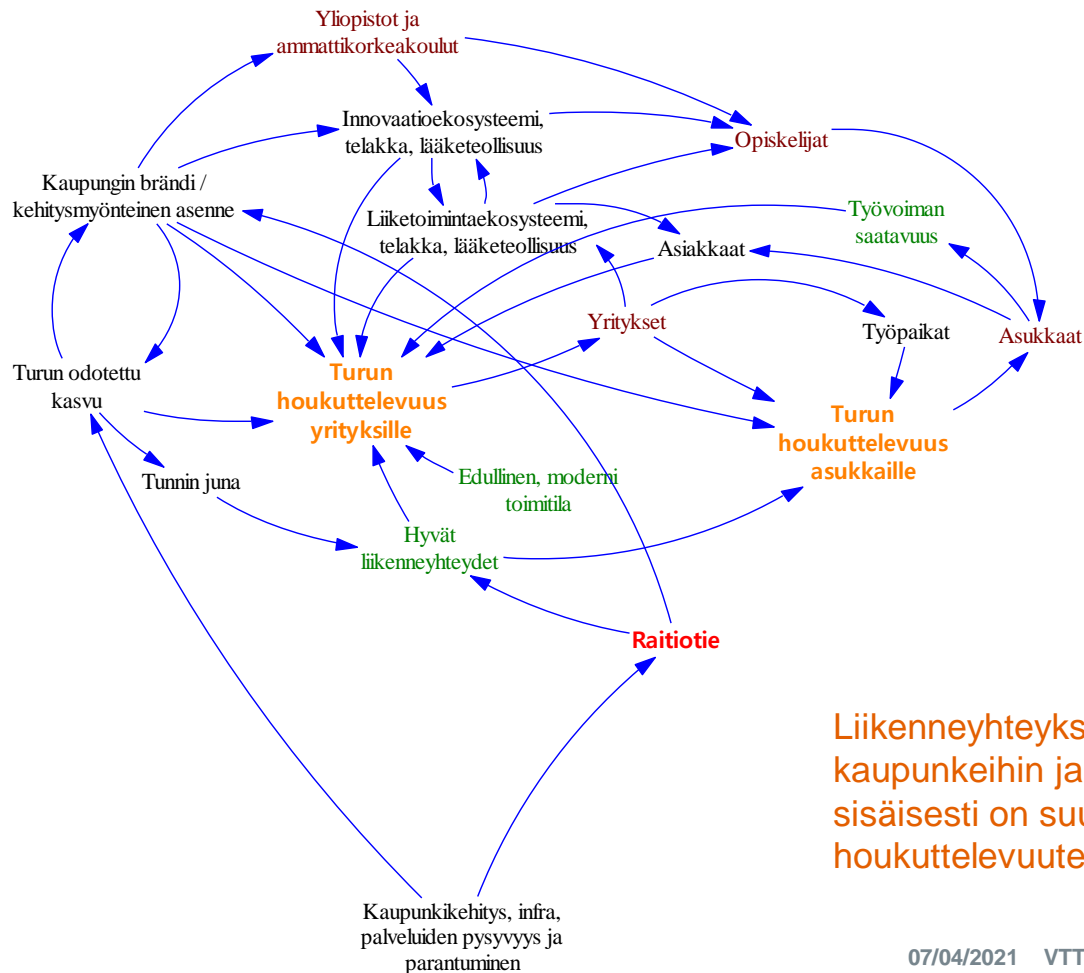 Yliopistot ja
ammattikorkeakoulut
Innovaatioekosysteemi,
telakka, lääketeollisuus
Opiskelijat
Kaupungin brändi /
kehitysmyönteinen asenne
Liiketoimintaekosysteemi,
telakka, lääketeollisuus
Asiakkaat
Työvoiman
saatavuus
Yritykset
Työpaikat
Asukkaat
Turun odotettu
kasvu
Turun
houkuttelevuus
yrityksille
Turun
houkuttelevuus
asukkaille
Tunnin juna
Edullinen, moderni
toimitila
Hyvät
liikenneyhteydet
Raitiotie
Liikenneyhteyks
kaupunkeihin ja
sisäisesti on suu
houkuttelevuute
Kaupunkikehitys, infra,
palveluiden pysyvyys ja
parantuminen
07/04/2021 VTT